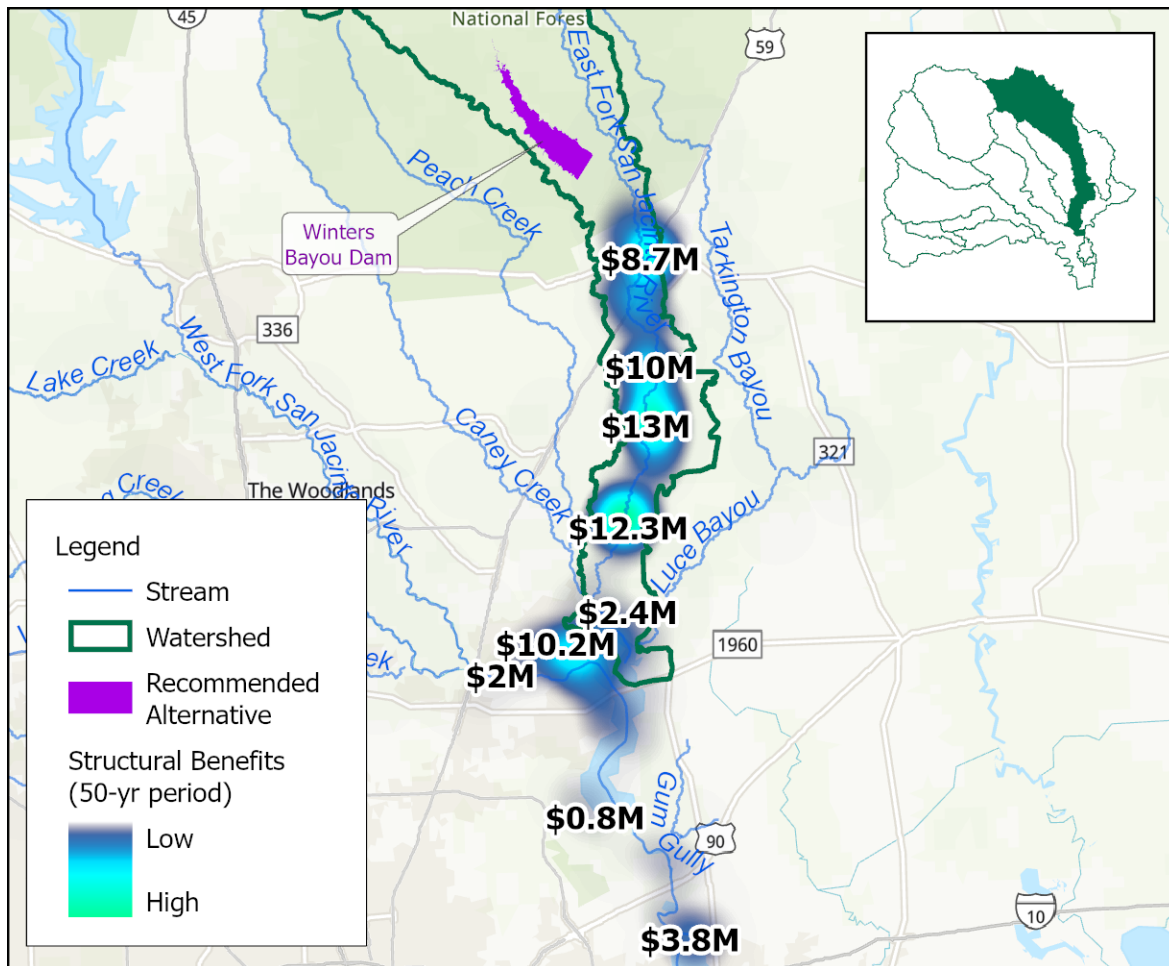 National Fores
45
59
East Fork San Jacinto River
Peach Creek
Winters
Bayou Dam
Tarkington Bayou
$8.7M
336
Lake Creek
West Fork San Jacinto River
$10M
$13M
Caney Creek
321
Creek
The Woodlands
$12.3M
Luce Bayou
$2.4M
$10.2M
1960
$2M
eek
$0.8M
Gum Gully
90
10
$3.8M
Legend
Stream
Watershed
Recommended
Alternative
Structural Benefits
(50-yr period)
Low
High